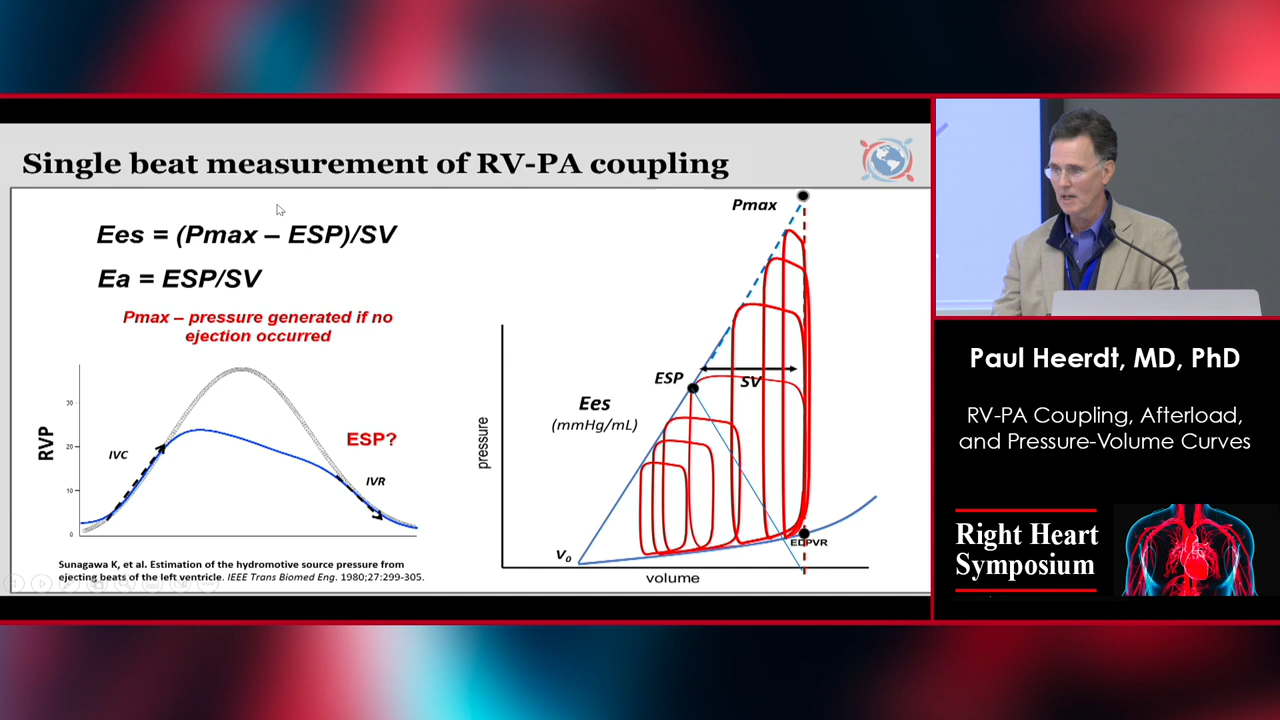 Single beat measurement of RV-PA coupling
Ees = (Pmax – ESP)/SV
Ea = ESP/SV
Pmax – pressure generated if no
ejection occurred
RVP
30
20
10
0
IVC
ESP?
IVR
Sunagawa K, et al. Estimation of the hydromotive source pressure from
ejecting beats of the left ventricle. IEEE Trans Biomed Eng. 1980;27:299-305.
Pmax
ESP
SV
Ees
(mmHg/mL)
pressure
V₀
EDPVR
volume
Paul Heerdt, MD, PhD
RV-PA Coupling, Afterload,
and Pressure-Volume Curves
Right Heart
Symposium